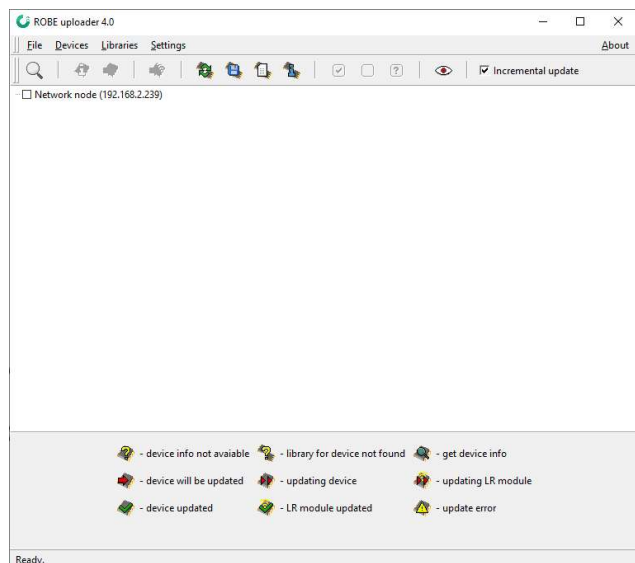 ROBE uploader 4.0
File Devices Libraries Settings About
Incremental update
Network node (192.168.2.239)
- device info not avaiable - library for device not found - get device info
- device will be updated - updating device - updating LR module
- device updated - LR module updated - update error
Ready.